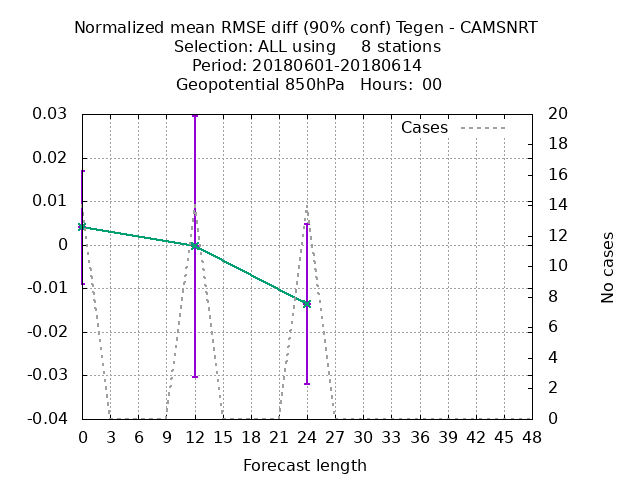 Normalized mean RMSE diff (90% conf) Tegen - CAMSNRT
Selection: ALL using     8 stations
Period: 20180601-20180614
Geopotential 850hPa   Hours:  00
Cases
0.03
0.02
0.01
0
-0.01
-0.02
-0.03
-0.04
20
18
16
14
12
10
8
6
4
2
0
No cases
0 3 6 9 12 15 18 21 24 27 30 33 36 39 42 45 48
Forecast length